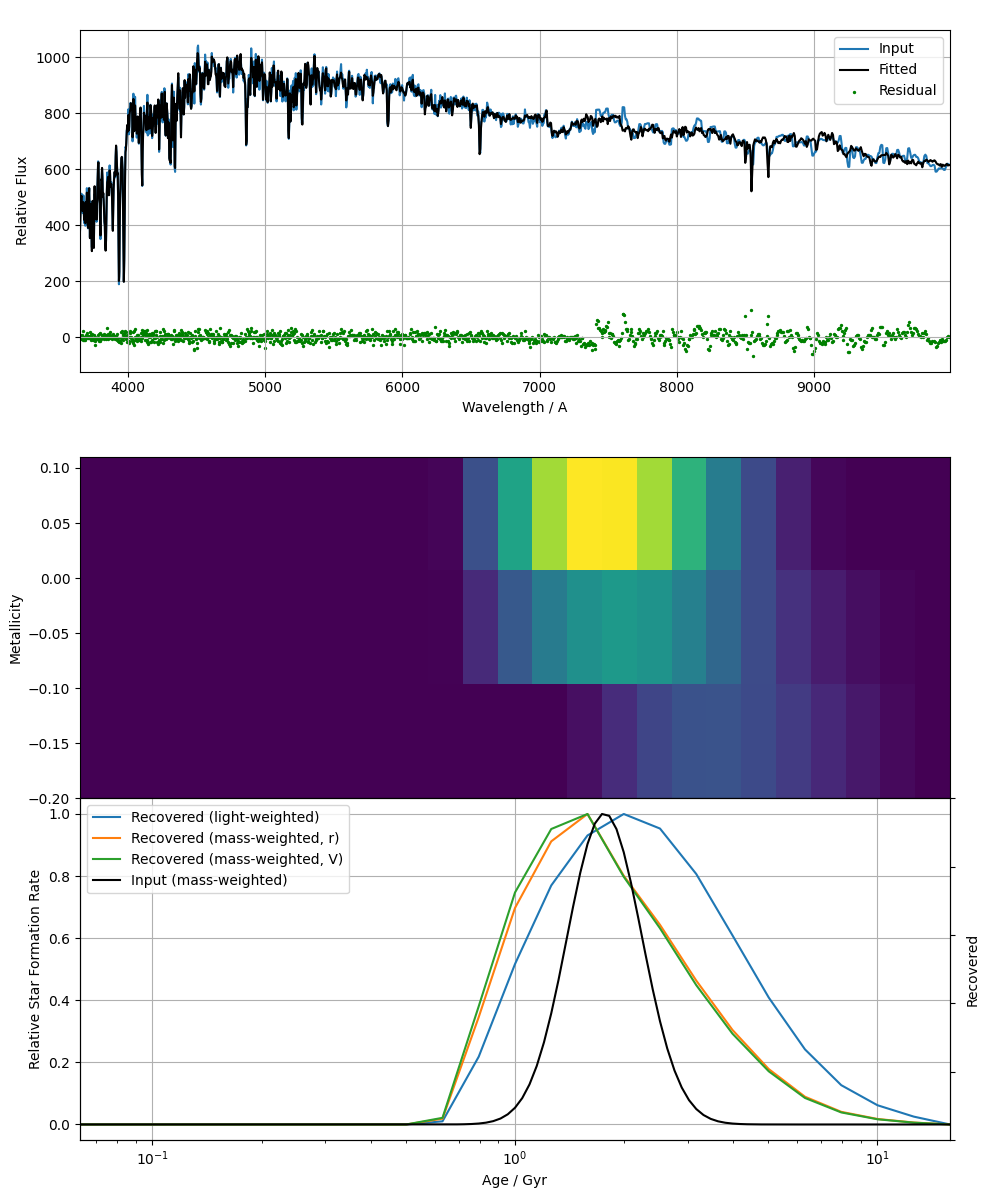 1000
800
600
400
200
0
Relative Flux
Input
Fitted
Residual
4000
5000
6000
7000
8000
9000
Wavelength / A
0.10
0.05
0.00
−0.05
−0.10
−0.15
−0.20
Metallicity
1.0
0.8
0.6
0.4
0.2
0.0
Relative Star Formation Rate
Recovered (light-weighted)
Recovered (mass-weighted, r)
Recovered (mass-weighted, V)
Input (mass-weighted)
Recovered
10⁻¹
10⁰
10¹
Age / Gyr